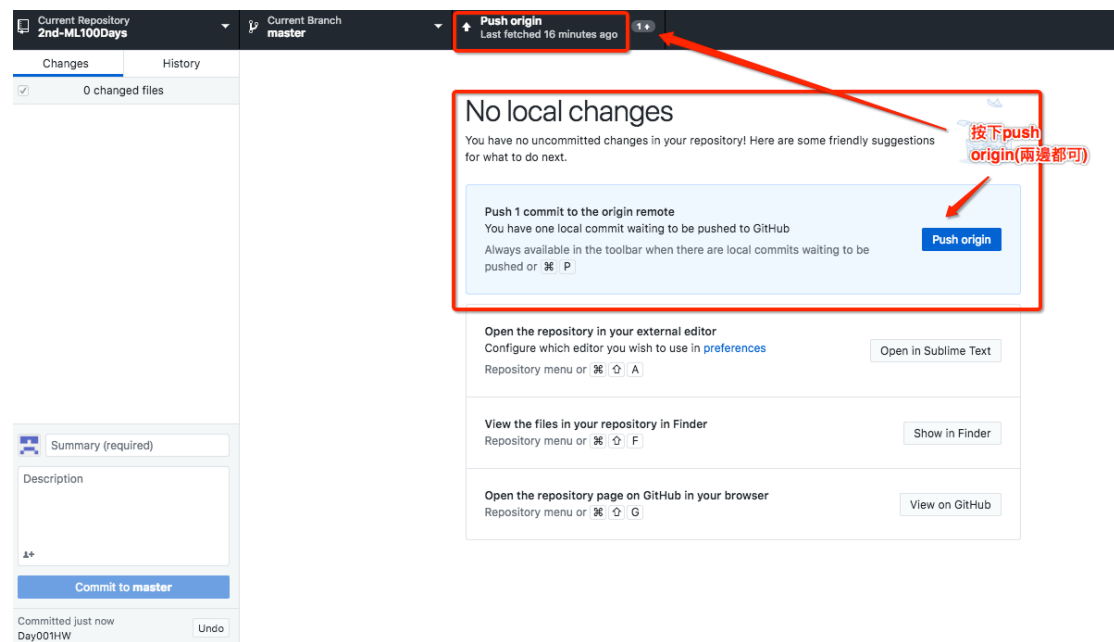 Current Repository
2nd-ML100Days
Current Branch
master
Push origin
Last fetched 16 minutes ago
1
Changes
History
0 changed files
No local changes
You have no uncommitted changes in your repository! Here are some friendly suggestions
for what to do next.
按下push
origin(兩邊都可)
Push 1 commit to the origin remote
You have one local commit waiting to be pushed to GitHub
Always available in the toolbar when there are local commits waiting to be
pushed or ⌘ P
Push origin
Open the repository in your external editor
Configure which editor you wish to use in preferences
Repository menu or ⌘ ⇧ A
Open in Sublime Text
View the files in your repository in Finder
Repository menu or ⌘ ⇧ F
Show in Finder
Open the repository page on GitHub in your browser
Repository menu or ⌘ ⇧ G
View on GitHub
Summary (required)
Description
Commit to master
Committed just now
Day001HW
Undo